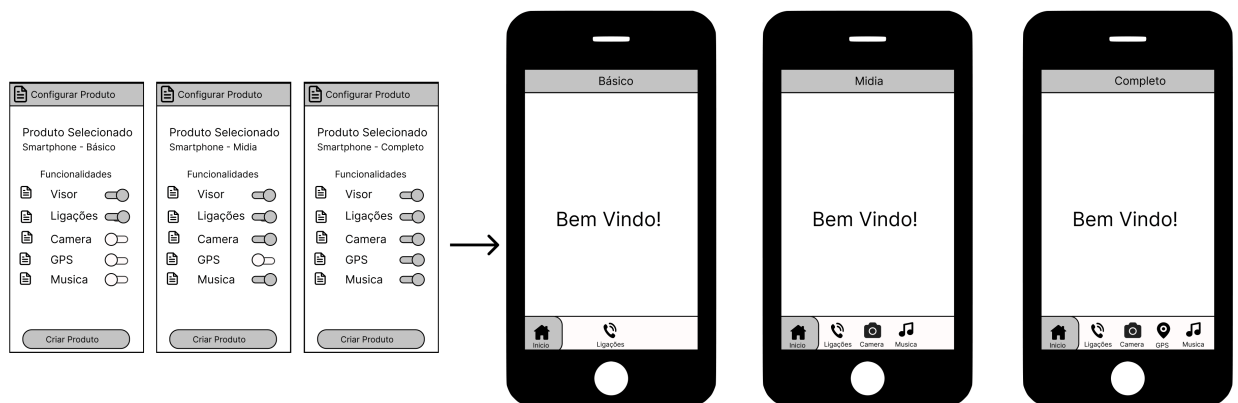 Configurar Produto
Produto Selecionado
Smartphone - Básico
Funcionalidades
Visor
Ligações
Camera
GPS
Musica
Criar Produto
Configurar Produto
Produto Selecionado
Smartphone - Midia
Funcionalidades
Visor
Ligações
Camera
GPS
Musica
Criar Produto
Configurar Produto
Produto Selecionado
Smartphone - Completo
Funcionalidades
Visor
Ligações
Camera
GPS
Musica
Criar Produto
Básico
Bem Vindo!
Inicio
Ligações
Midia
Bem Vindo!
Inicio
Ligações
Camera
Musica
Completo
Bem Vindo!
Inicio
Ligações
Camera
GPS
Musica